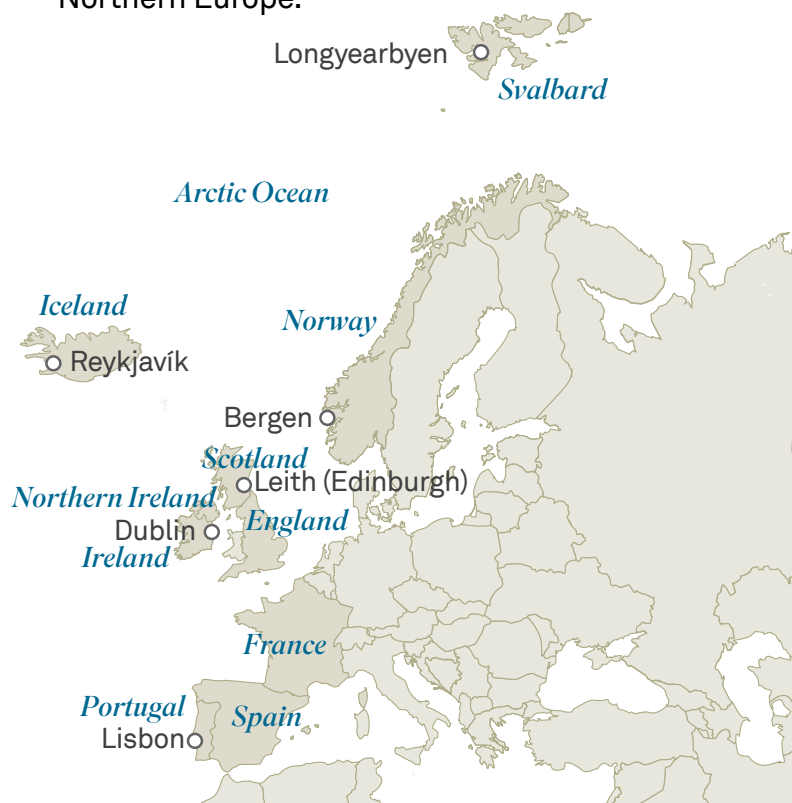 Northern Europe.
Longyearbyen
Svalbard
Arctic Ocean
Iceland
Norway
Reykjavík
Bergen
Scotland
Leith (Edinburgh)
Northern Ireland
England
Dublin
Ireland
France
Portugal
Spain
Lisbon